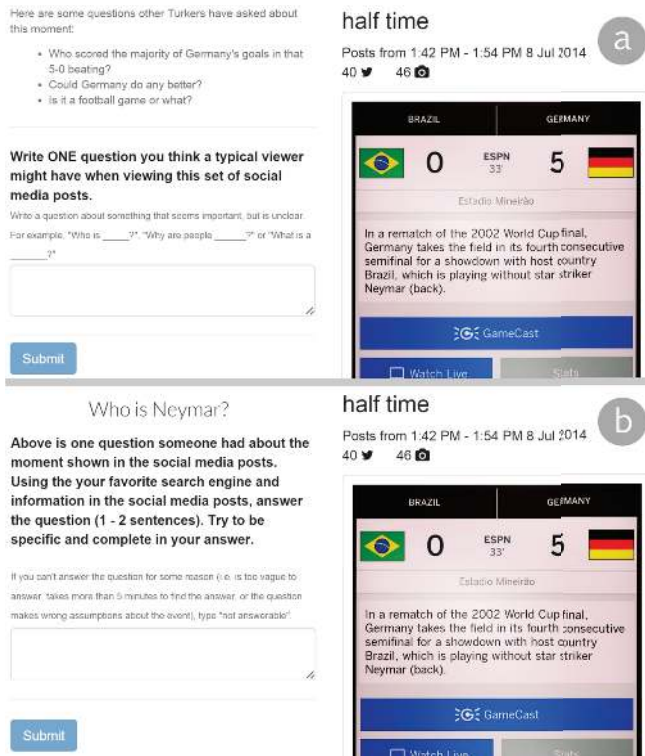 Here are some questions other Turkers have asked about
this moment:
• Who scored the majority of Germany's goals in that
5-0 beating?
• Could Germany do any better?
• Is it a football game or what?
Write ONE question you think a typical viewer
might have when viewing this set of social
media posts.
Write a question about something that seems important, but is unclear.
For example, "Who is _____?", "Why are people ______?" or "What is a
_______?"
Submit
half time
a
Posts from 1:42 PM - 1:54 PM 8 Jul 2014
40 46
BRAZIL GERMANY
0 ESPN 5
33'
Estadio Mineirão
In a rematch of the 2002 World Cup final,
Germany takes the field in its fourth consecutive
semifinal for a showdown with host country
Brazil, which is playing without star striker
Neymar (back).
GameCast
Watch Live Stats
Who is Neymar?
Above is one question someone had about the
moment shown in the social media posts.
Using the your favorite search engine and
information in the social media posts, answer
the question (1 - 2 sentences). Try to be
specific and complete in your answer.
If you can't answer the question for some reason (i.e. is too vague to
answer, takes more than 5 minutes to find the answer, or the question
makes wrong assumptions about the event), type "not answerable".
Submit
half time
b
Posts from 1:42 PM - 1:54 PM 8 Jul 2014
40 46
BRAZIL GERMANY
0 ESPN 5
33'
Estadio Mineirão
In a rematch of the 2002 World Cup final,
Germany takes the field in its fourth consecutive
semifinal for a showdown with host country
Brazil, which is playing without star striker
Neymar (back).
GameCast
Watch Live Stats